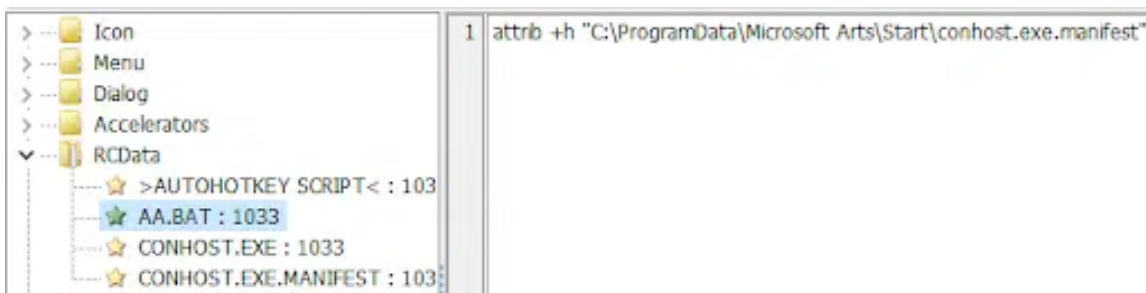 Icon
Menu
Dialog
Accelerators
RCData
>AUTOHOTKEY SCRIPT< : 103
AA.BAT : 1033
CONHOST.EXE : 1033
CONHOST.EXE.MANIFEST : 103
1 attrib +h "C:\ProgramData\Microsoft Arts\Start\conhost.exe.manifest"